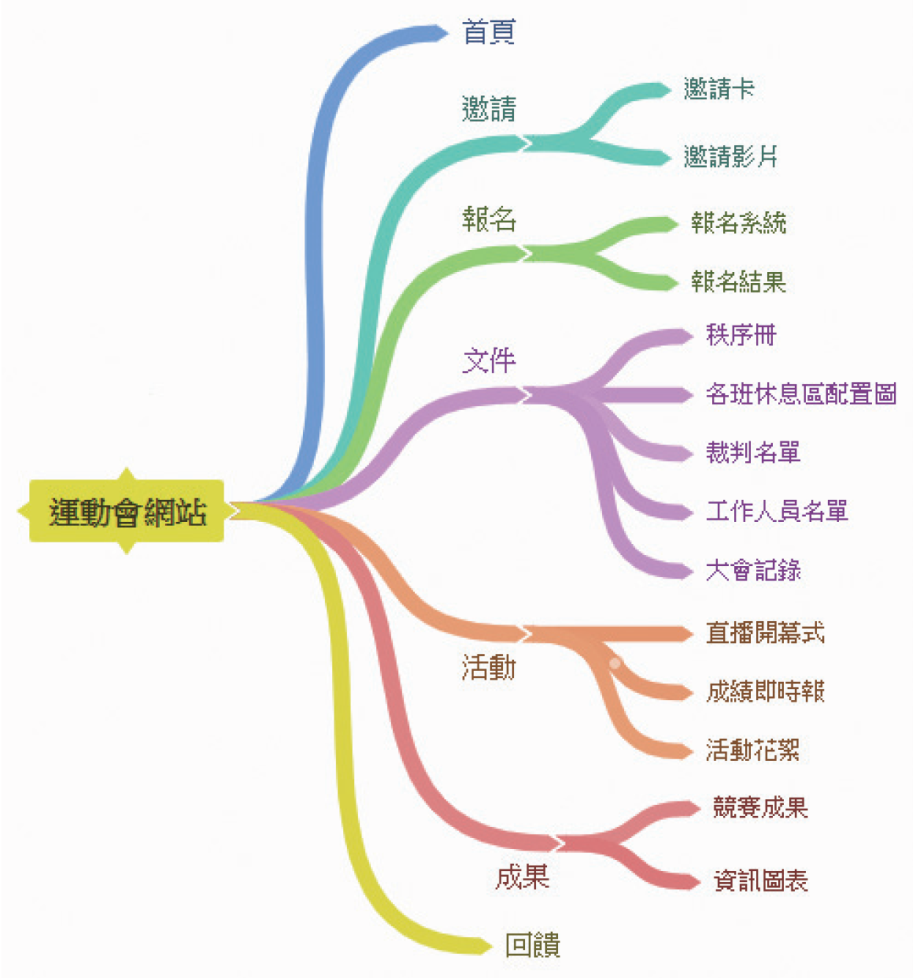 首頁
邀請
邀請卡
邀請影片
報名
報名系統
報名結果
文件
秩序冊
各班休息區配置圖
裁判名單
工作人員名單
大會記錄
運動會網站
活動
直播開幕式
成績即時報
活動花絮
成果
競賽成果
資訊圖表
回饋